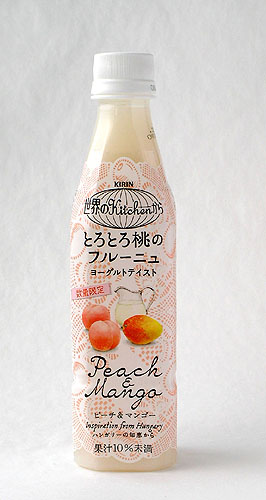 KIRIN
世界のKitchenから
とろとろ桃の
フルーニュ
ヨーグルトテイスト
数量限定
Peach
&
Mango
ピーチ&マンゴー
Inspiration from Hungary
ハンガリーの知恵から
果汁10%未満